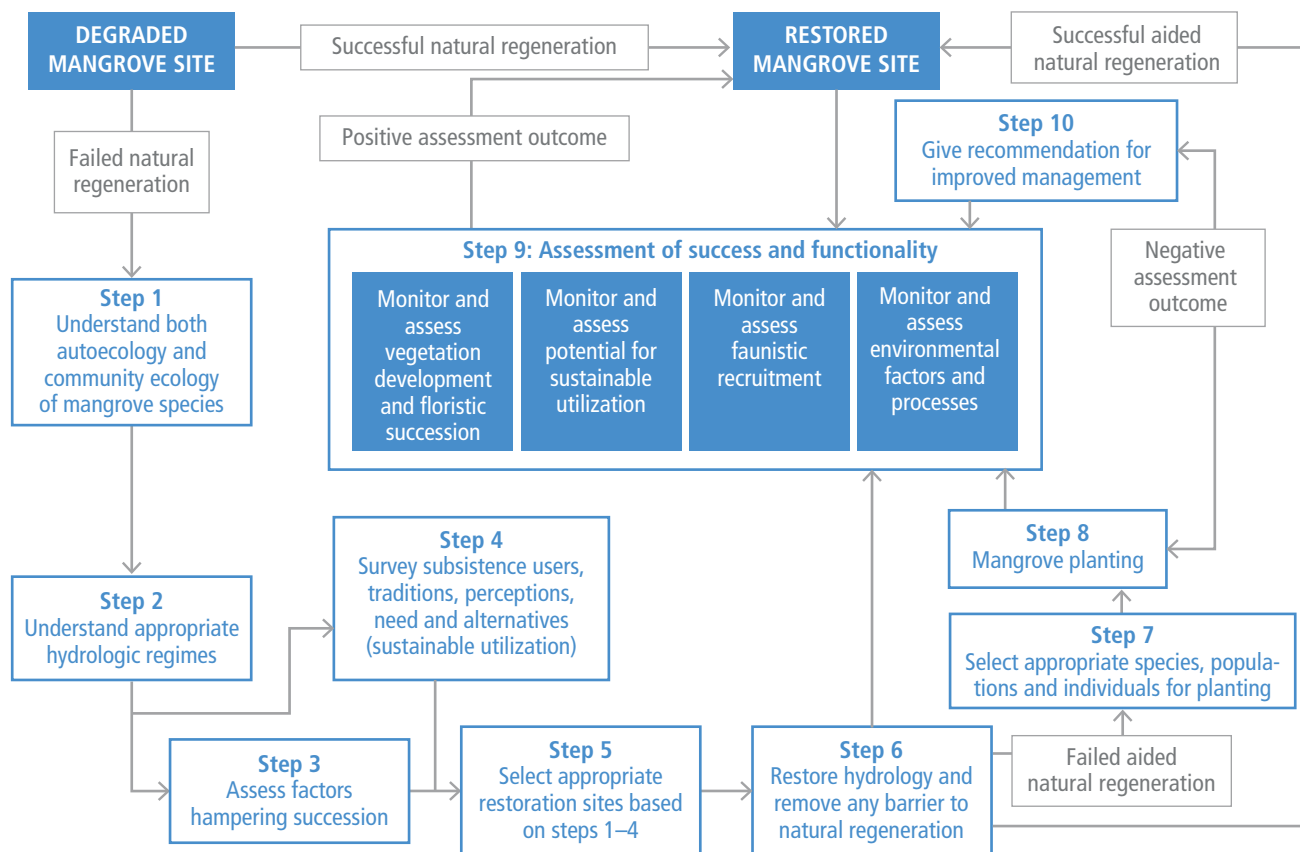 DEGRADED
MANGROVE SITE
Successful natural regeneration
RESTORED
MANGROVE SITE
Successful aided
natural regeneration
Failed natural
regeneration
Positive assessment outcome
Step 10
Give recommendation for
improved management
Negative
assessment
outcome
Step 9: Assessment of success and functionality
Monitor and
assess
vegetation
development
and floristic
succession
Monitor and
assess
potential for
sustainable
utilization
Monitor and
assess
faunistic
recruitment
Monitor and
assess
environmental
factors and
processes
Step 1
Understand both
autoecology and
community ecology
of mangrove species
Step 2
Understand appropriate
hydrologic regimes
Step 4
Survey subsistence users,
traditions, perceptions,
need and alternatives
(sustainable utilization)
Step 8
Mangrove planting
Step 7
Select appropriate species, popula-
tions and individuals for planting
Step 3
Assess factors
hampering succession
Step 5
Select appropriate
restoration sites based
on steps 1–4
Step 6
Restore hydrology and
remove any barrier to
natural regeneration
Failed aided
natural regeneration